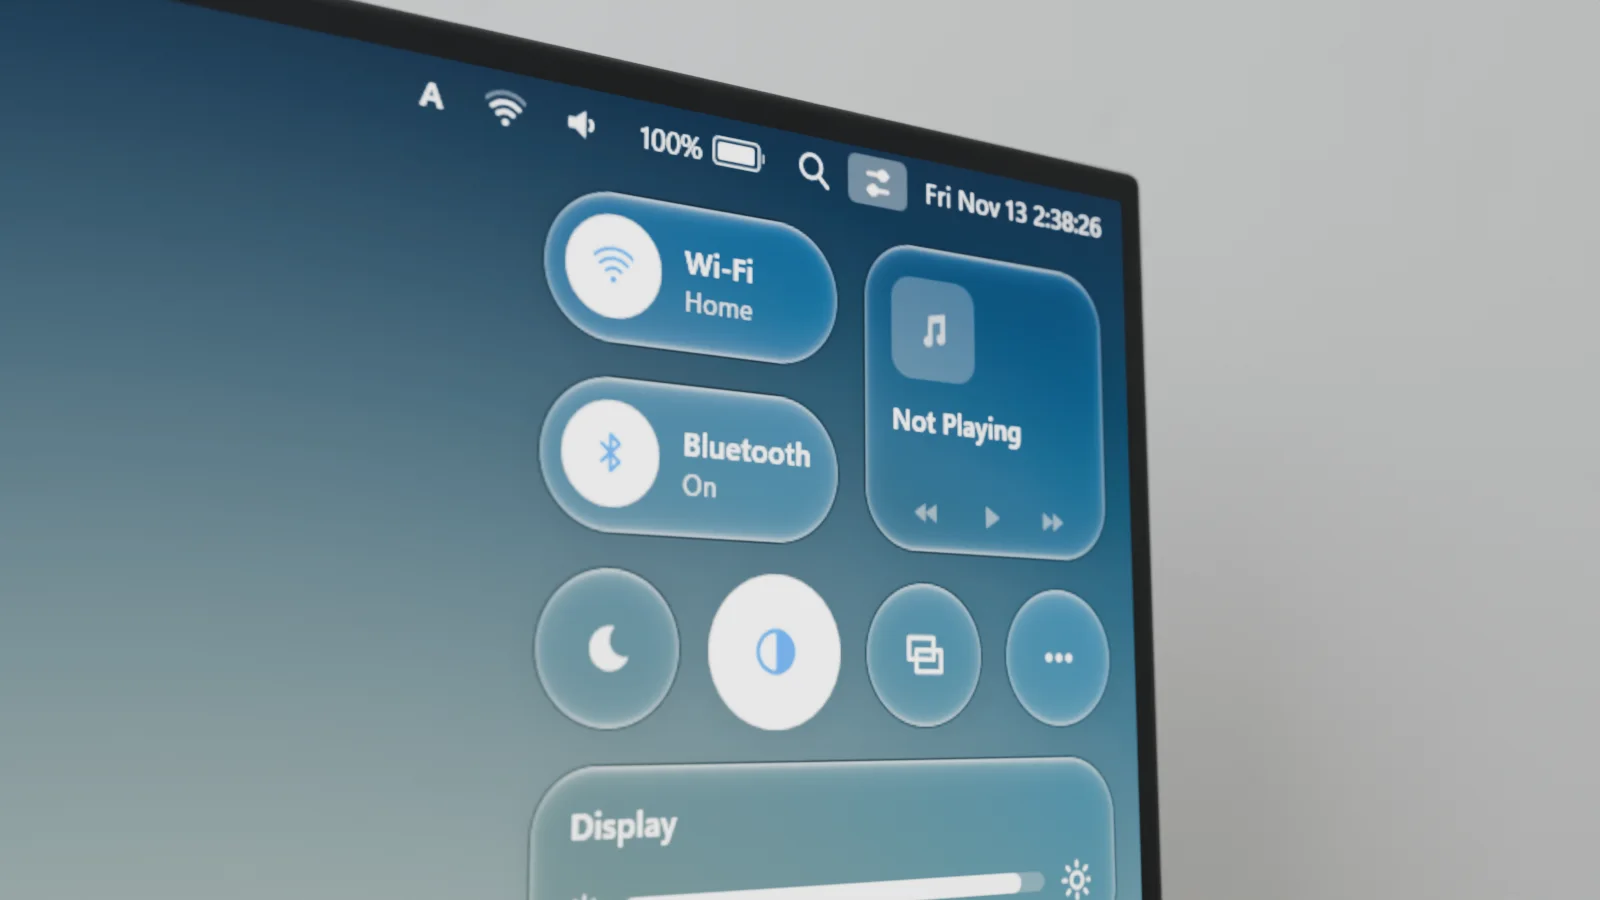 A
100%
Fri Nov 13 2:38:26
Wi-Fi
Home
Not Playing
Bluetooth
On
Display